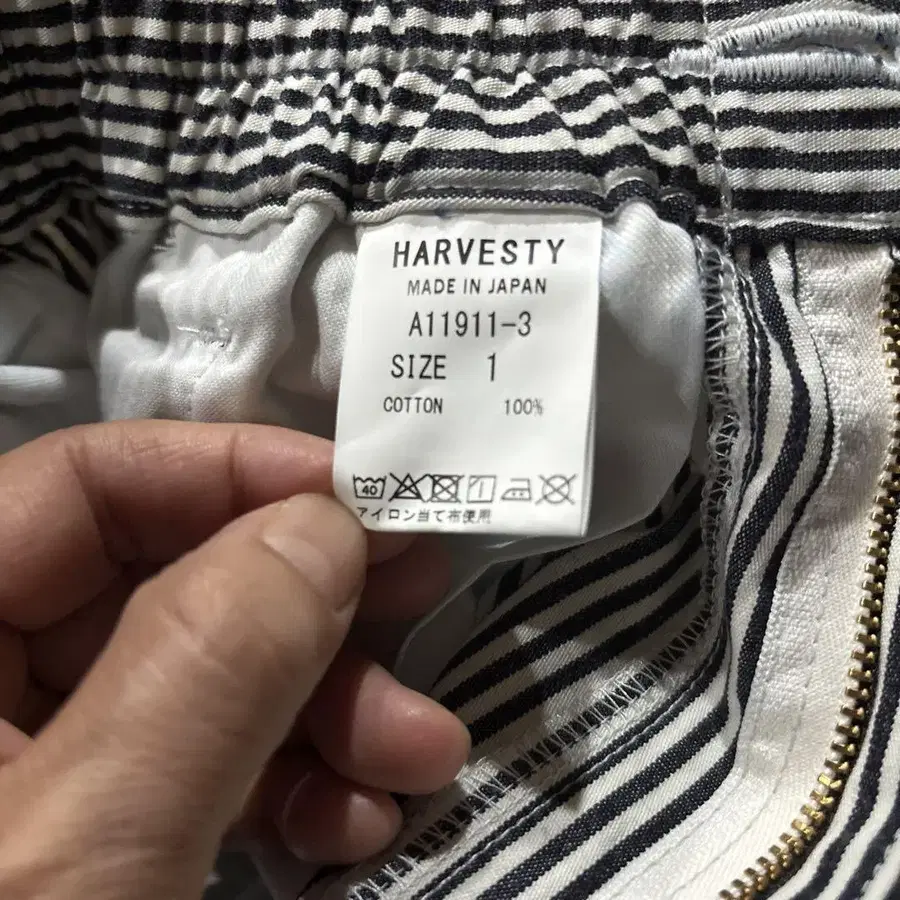 HARVESTY
MADE IN JAPAN
A11911-3
SIZE 1
COTTON 100%
40
アイロン当て布使用